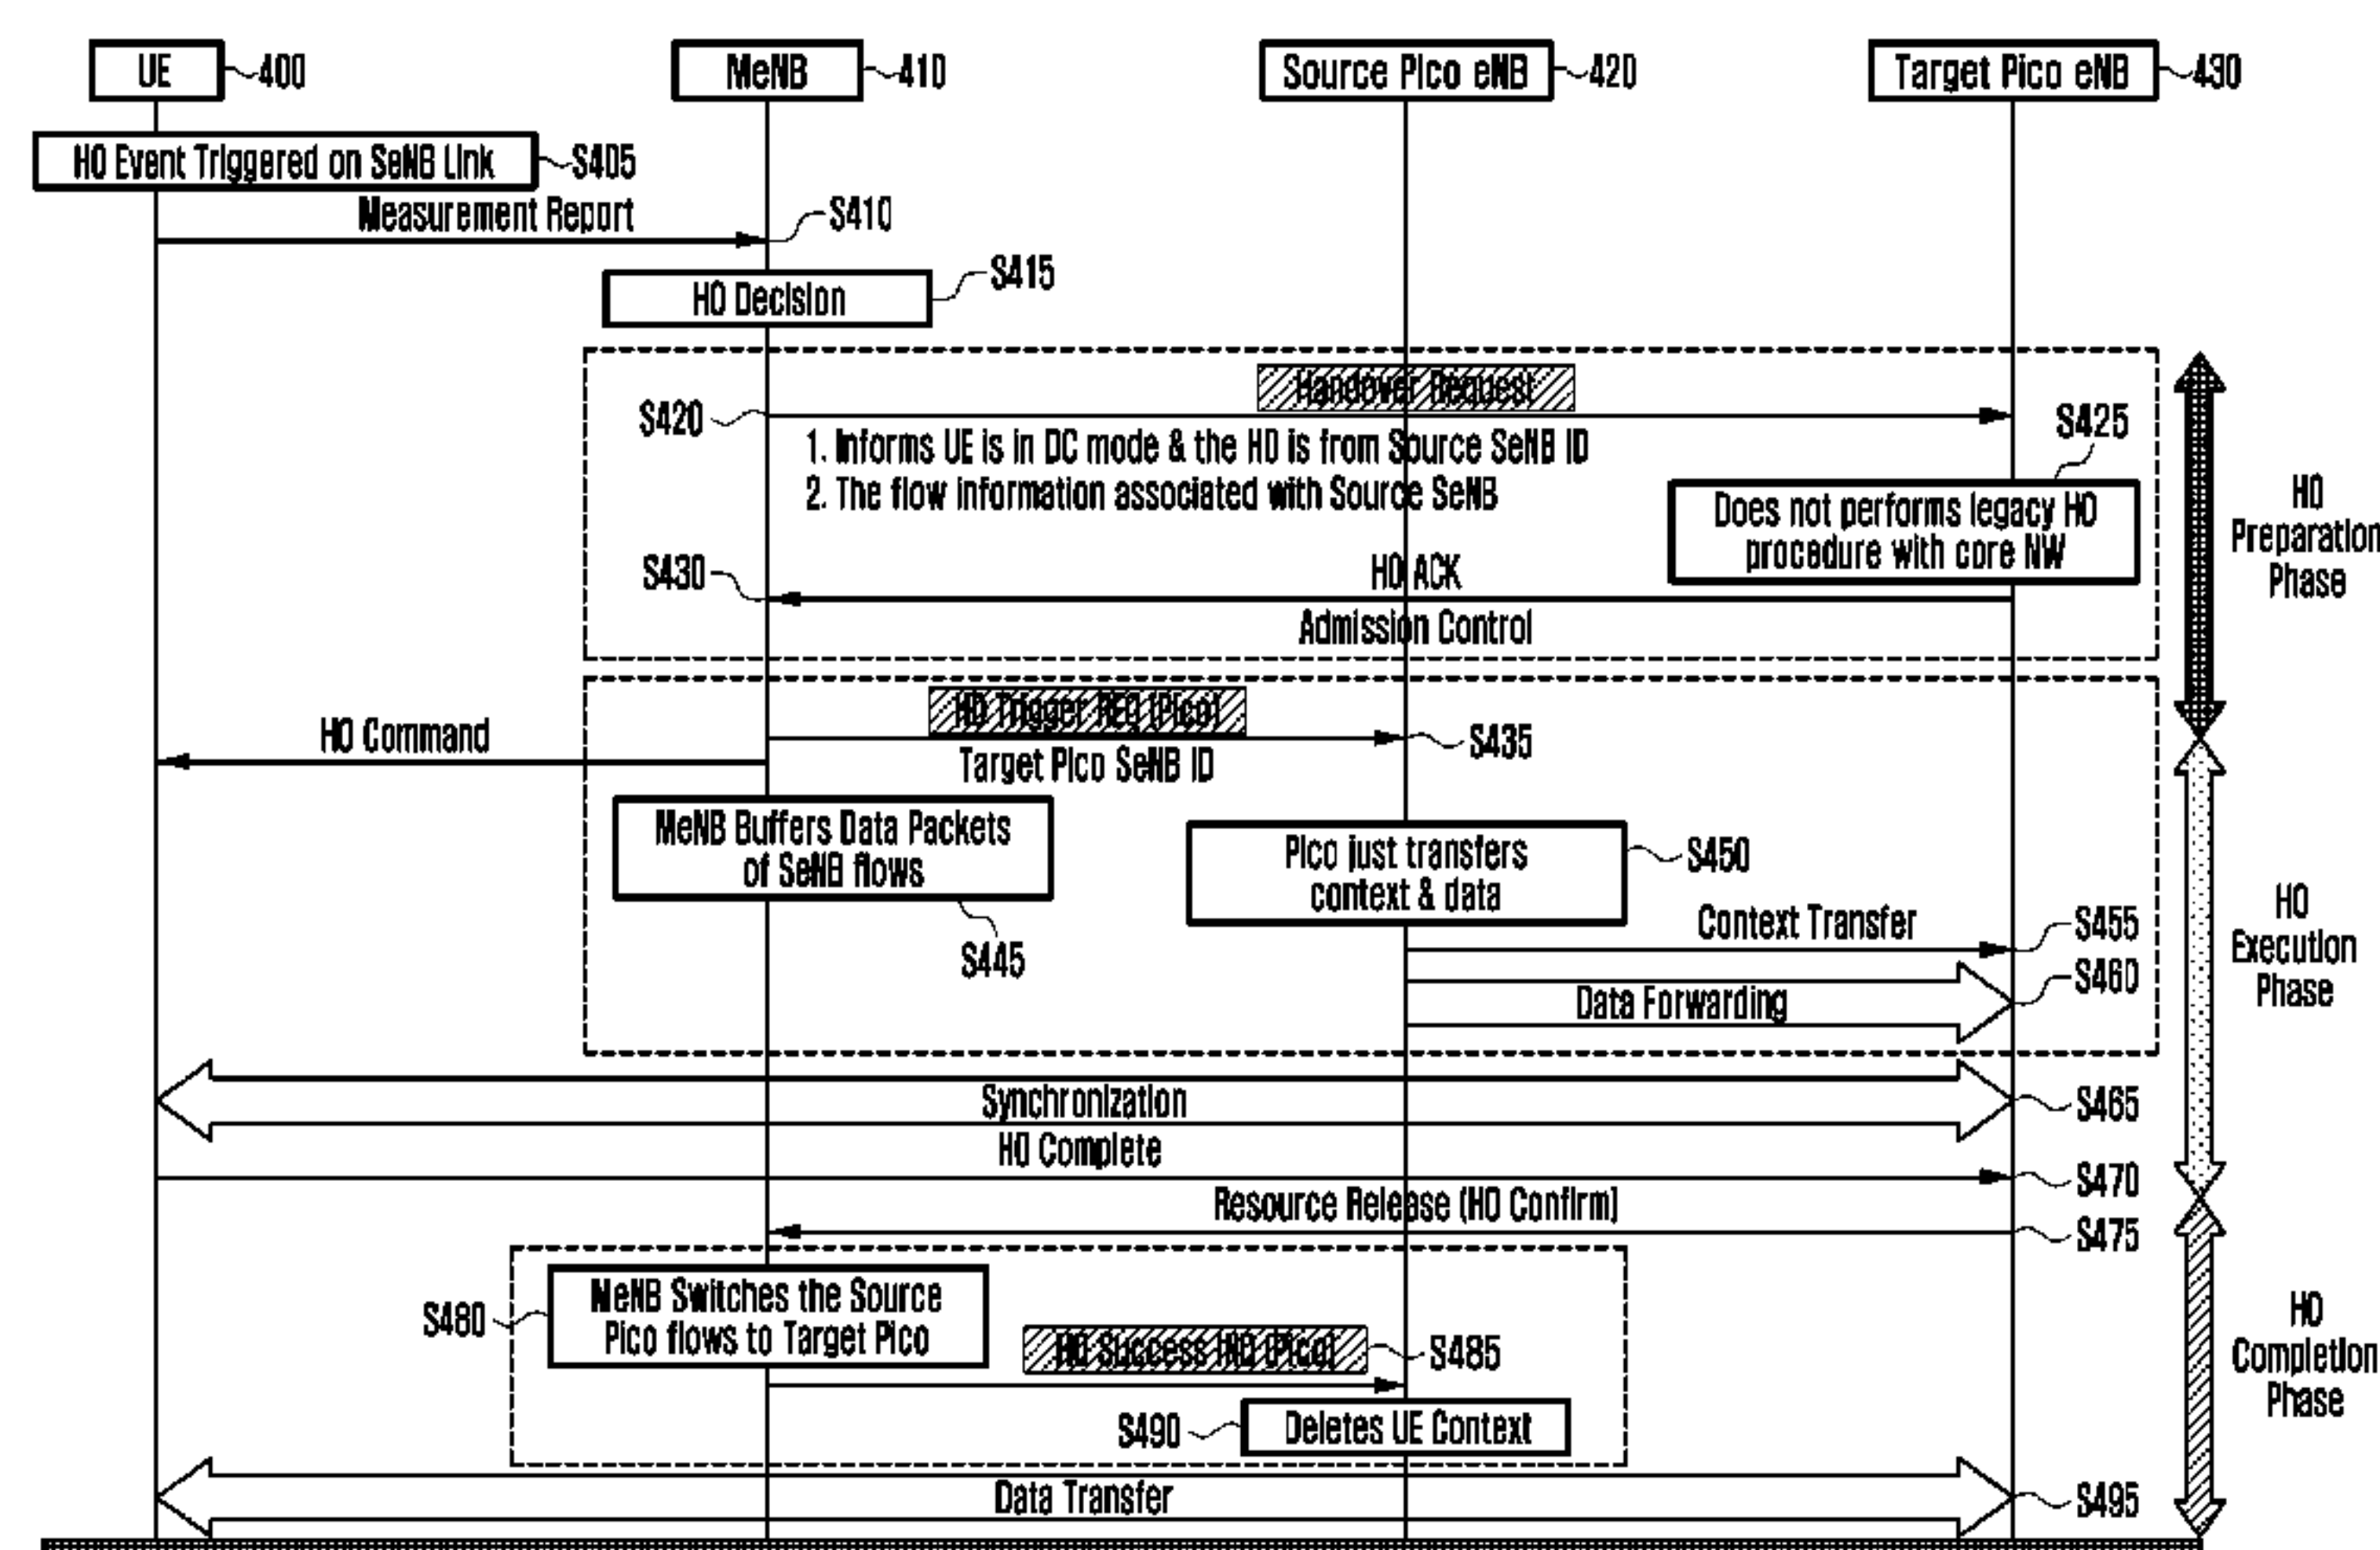 UE 400
MeNB 410
Source Pico eNB 420
Target Pico eNB 430
HO Event Triggered on SeNB Link S405
Measurement Report
S410
HO Decision
S415
Handover Request
S420
1. Informs UE is in DC mode & the HO is from Source SeNB ID
2. The flow information associated with Source SeNB
S425
Does not performs legacy HO
procedure with core NW
HO
Preparation
Phase
S430
HO ACK
Admission Control
HO Trigger REQ (Pico)
HO Command
S435
Target Pico SeNB ID
MeNB Buffers Data Packets
of SeNB flows
S445
Pico just transfers
context & data
S450
Context Transfer
S455
Data Forwarding
S460
HO
Execution
Phase
Synchronization
S465
HO Complete
S470
Resource Release (HO Confirm)
S475
S480
MeNB Switches the Source
Pico flows to Target Pico
HO Success IND (Pico)
S485
S490
Deletes UE Context
HO
Completion
Phase
Data Transfer
S495